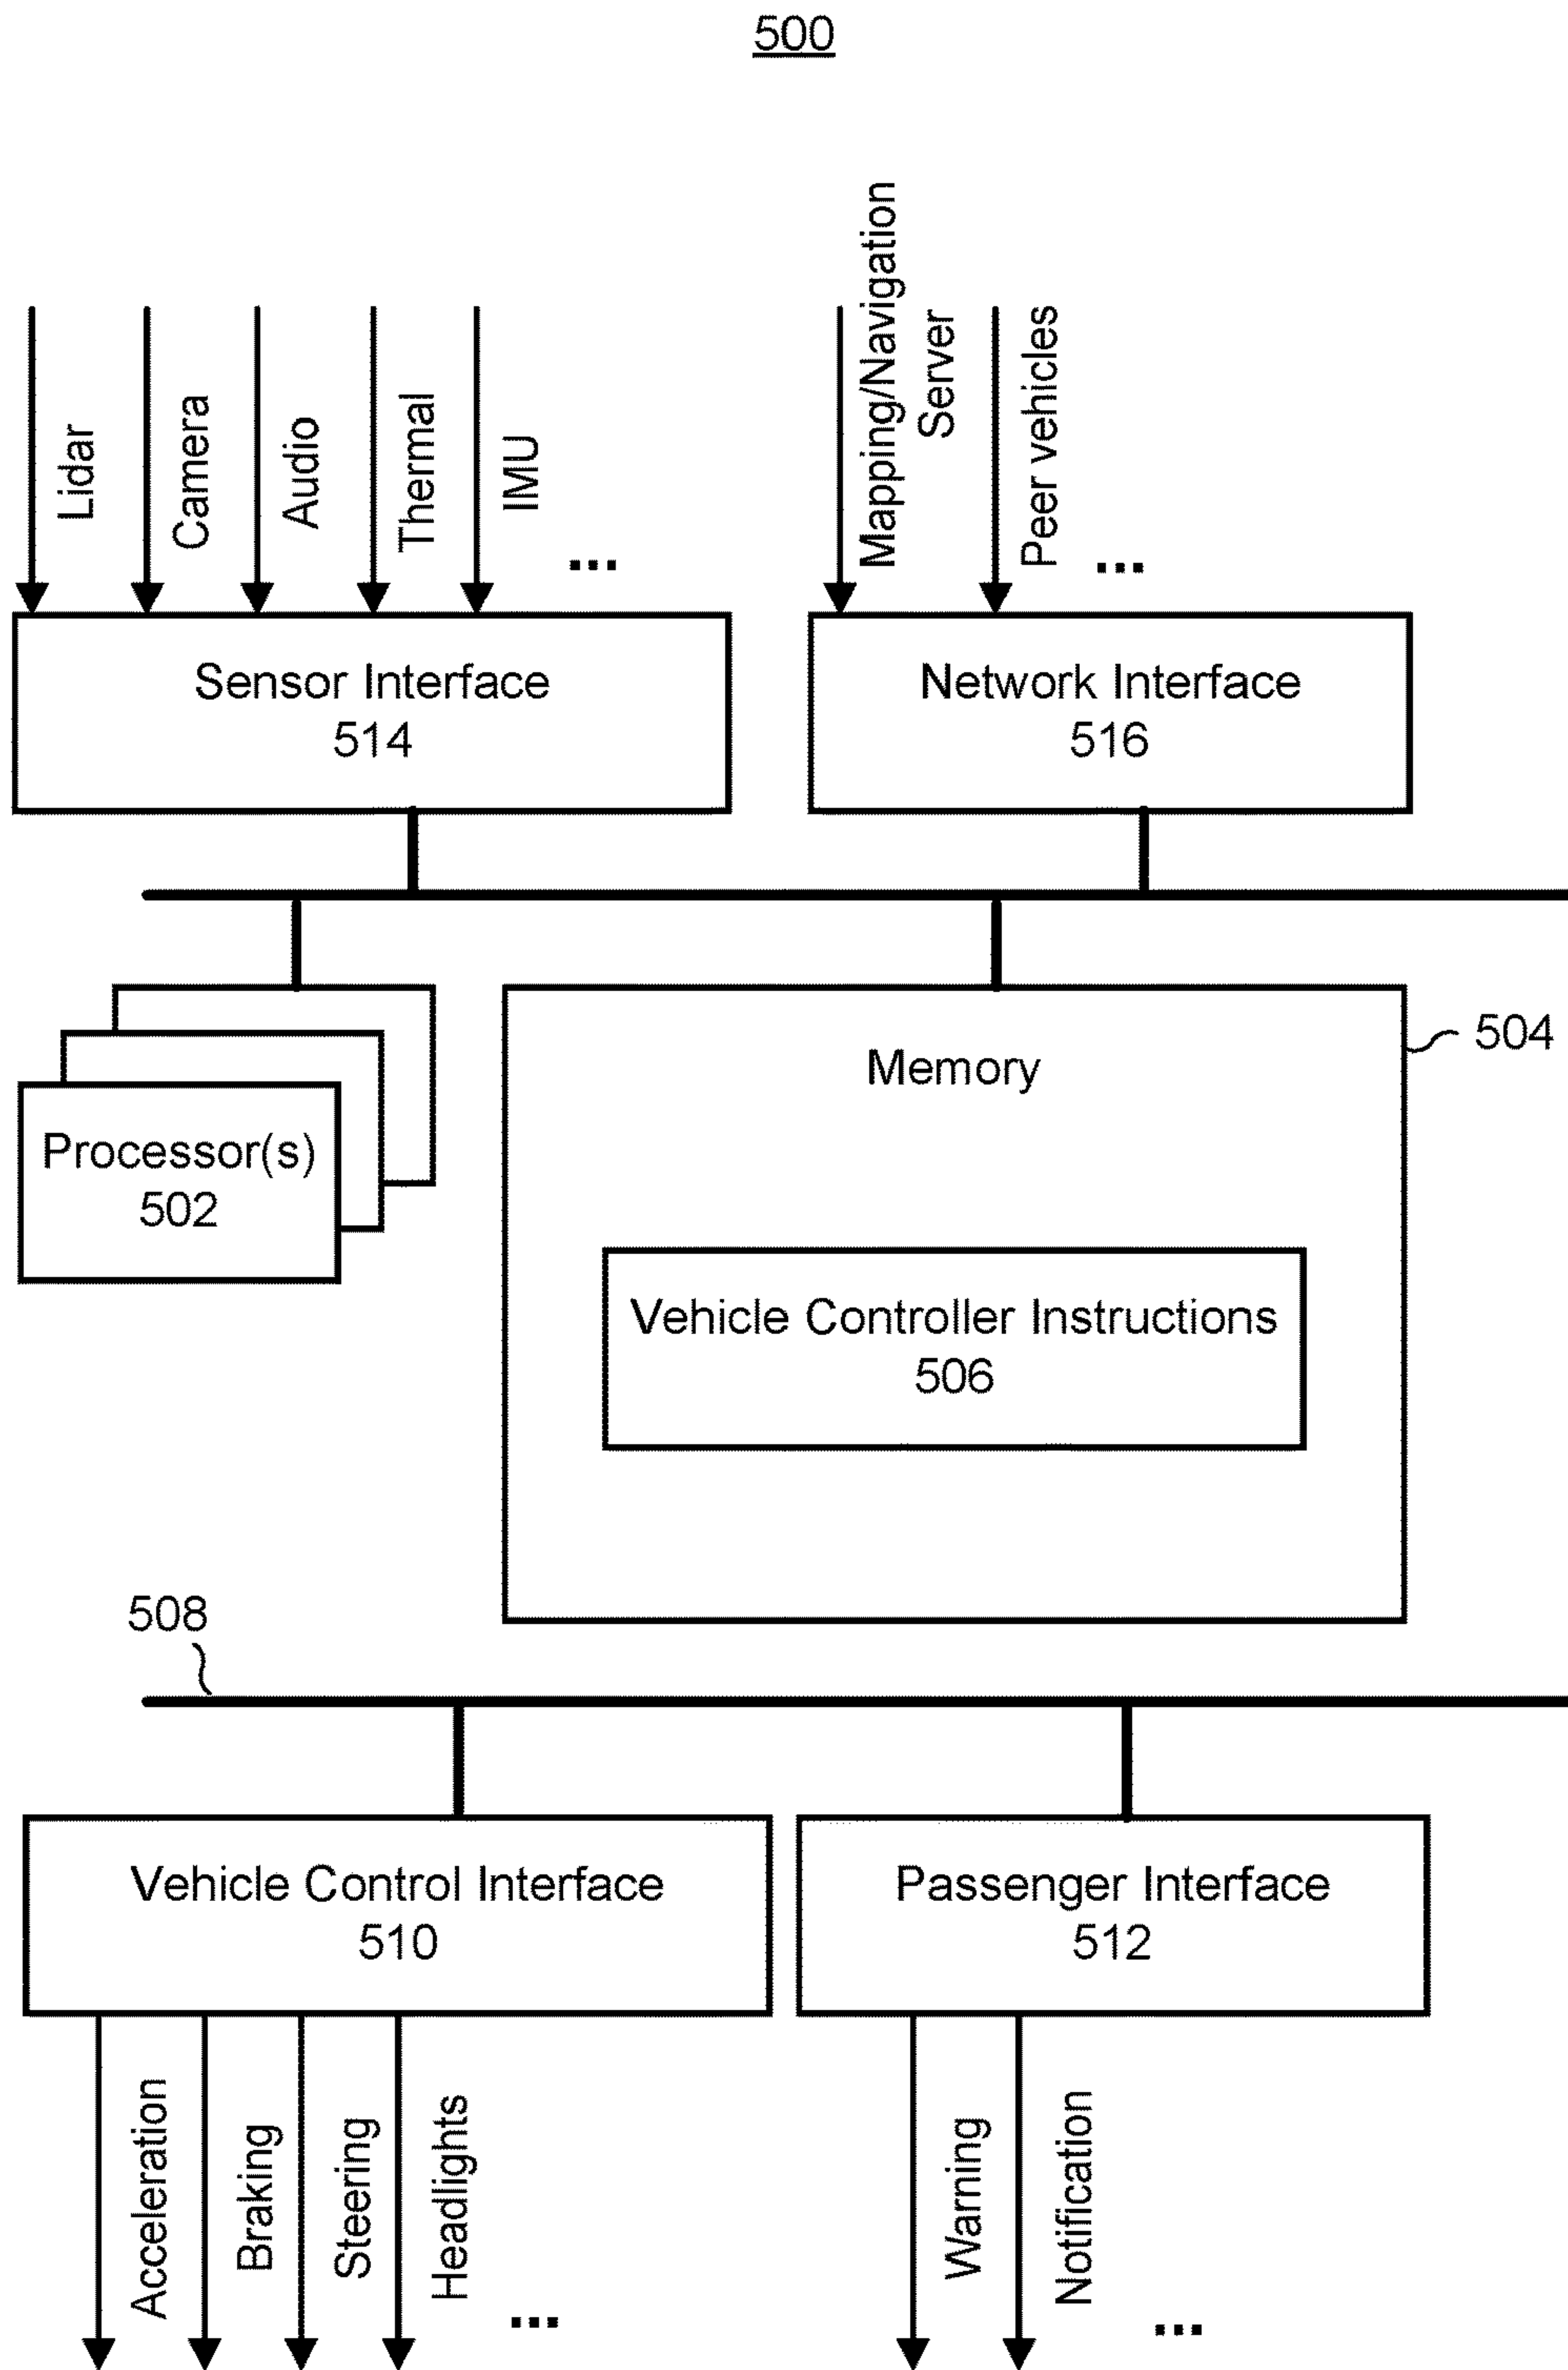 500
Lidar
Camera
Audio
Thermal
IMU
...
Mapping/Navigation
Server
Peer vehicles
...
Sensor Interface
514
Network Interface
516
Processor(s)
502
Memory
504
Vehicle Controller Instructions
506
508
Vehicle Control Interface
510
Passenger Interface
512
Acceleration
Braking
Steering
Headlights
...
Warning
Notification
...